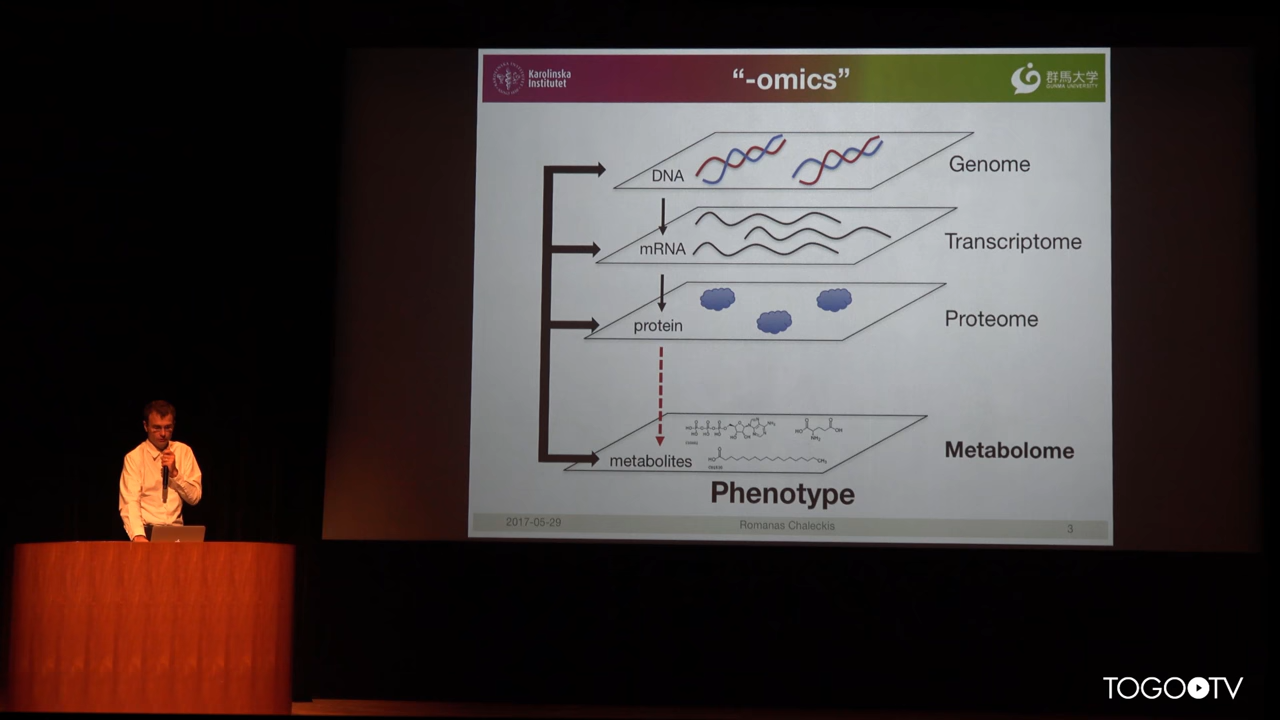 Karolinska
Institutet
“-omics”
群馬大学
GUNMA UNIVERSITY
DNA
Genome
mRNA
Transcriptome
protein
Proteome
metabolites
Metabolome
Phenotype
2017-05-29
Romanas Chaleckis
3
TOGO TV